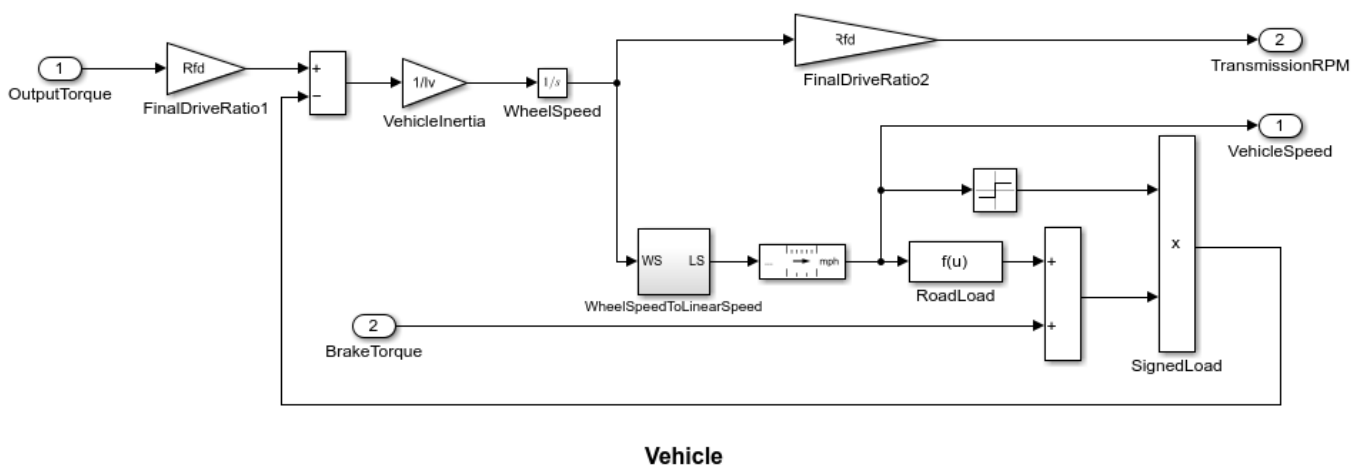 1
OutputTorque
Rfd
FinalDriveRatio1
+
−
1/Iv
VehicleInertia
1/s
WheelSpeed
Rfd
FinalDriveRatio2
2
TransmissionRPM
1
VehicleSpeed
WS LS
WheelSpeedToLinearSpeed
... mph
f(u)
RoadLoad
+
+
x
SignedLoad
2
BrakeTorque
Vehicle